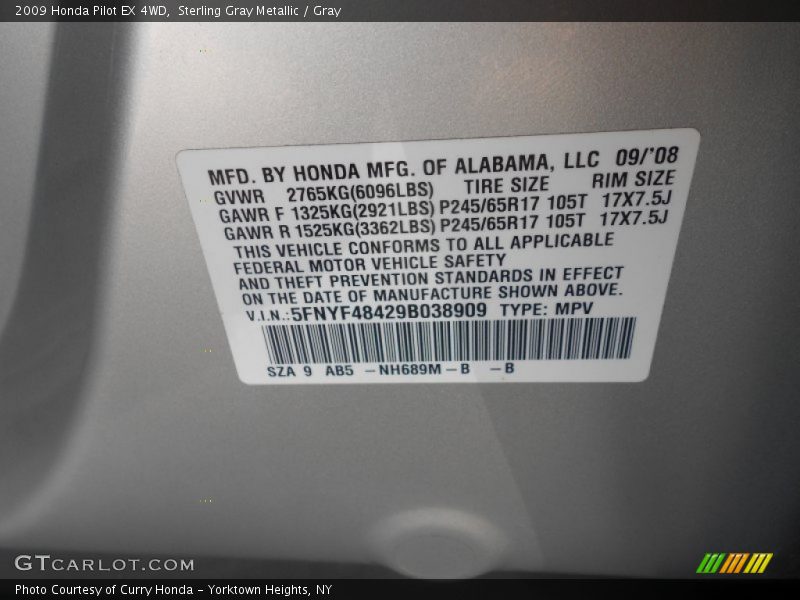 2009 Honda Pilot EX 4WD,  Sterling Gray Metallic / Gray
MFD. BY HONDA MFG. OF ALABAMA, LLC  09/'08
GVWR  2765KG(6096LBS)  TIRE SIZE  RIM SIZE
GAWR F 1325KG(2921LBS) P245/65R17 105T  17X7.5J
GAWR R 1525KG(3362LBS) P245/65R17 105T  17X7.5J
THIS VEHICLE CONFORMS TO ALL APPLICABLE
FEDERAL MOTOR VEHICLE SAFETY
AND THEFT PREVENTION STANDARDS IN EFFECT
ON THE DATE OF MANUFACTURE SHOWN ABOVE.
V.I.N.:5FNYF48429B038909  TYPE: MPV
SZA  9  AB5  –NH689M–B  –B
GTCARLOT.COM
Photo Courtesy of Curry Honda – Yorktown Heights, NY